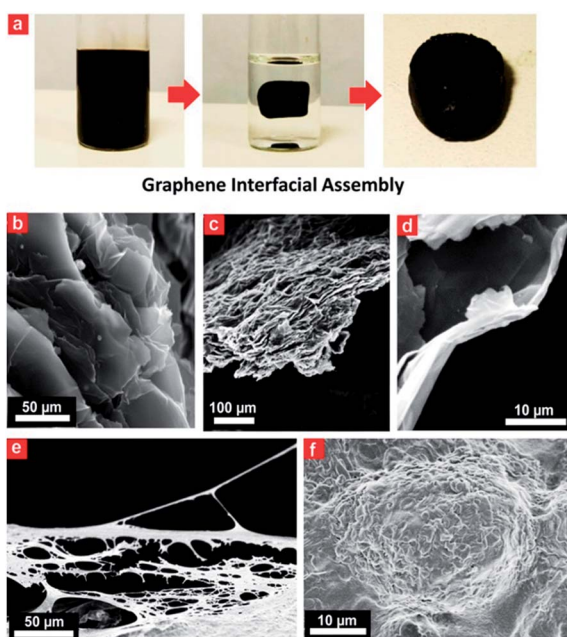 a
Graphene Interfacial Assembly
b
50 µm
c
100 µm
d
10 µm
e
50 µm
f
10 µm